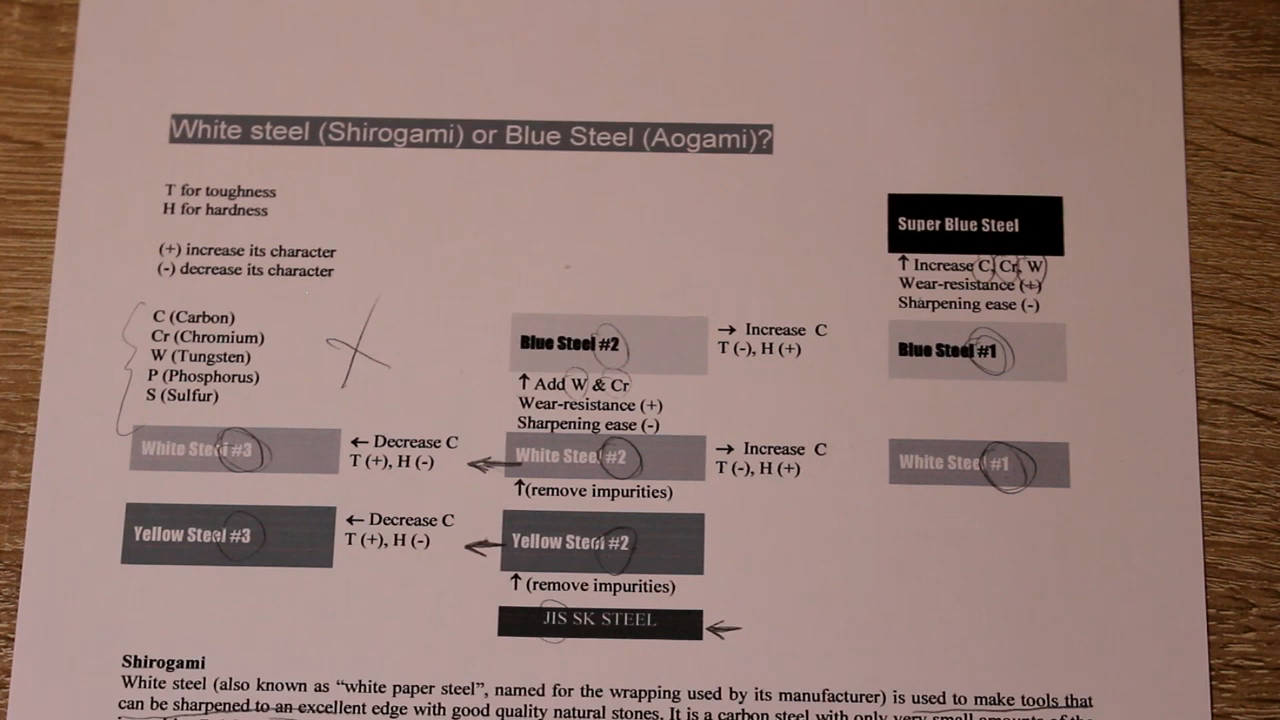 White steel (Shirogami) or Blue Steel (Aogami)?
T for toughness
H for hardness
(+) increase its character
(-) decrease its character
C (Carbon)
Cr (Chromium)
W (Tungsten)
P (Phosphorus)
S (Sulfur)
Super Blue Steel
↑ Increase C, Cr, W
Wear-resistance (+)
Sharpening ease (-)
Blue Steel #2
→ Increase C
T (-), H (+)
Blue Steel #1
↑ Add W & Cr
Wear-resistance (+)
Sharpening ease (-)
White Steel #3
← Decrease C
T (+), H (-)
White Steel #2
→ Increase C
T (-), H (+)
White Steel #1
↑(remove impurities)
Yellow Steel #3
← Decrease C
T (+), H (-)
Yellow Steel #2
↑ (remove impurities)
JIS SK STEEL
Shirogami
White steel (also known as “white paper steel”, named for the wrapping used by its manufacturer) is used to make tools that
can be sharpened to an excellent edge with good quality natural stones. It is a carbon steel with only very small amounts of the